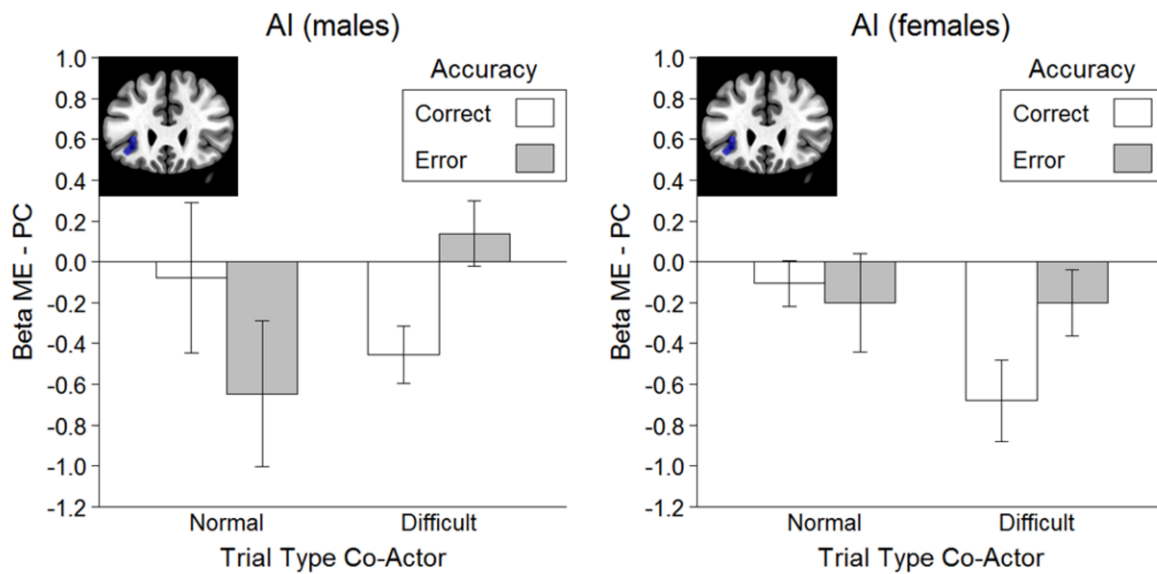 AI (males)
1.0
0.8
0.6
0.4
0.2
0.0
-0.2
-0.4
-0.6
-0.8
-1.0
-1.2
Beta ME - PC
Accuracy
Correct
Error
Normal
Difficult
Trial Type Co-Actor
AI (females)
1.0
0.8
0.6
0.4
0.2
0.0
-0.2
-0.4
-0.6
-0.8
-1.0
-1.2
Beta ME - PC
Accuracy
Correct
Error
Normal
Difficult
Trial Type Co-Actor